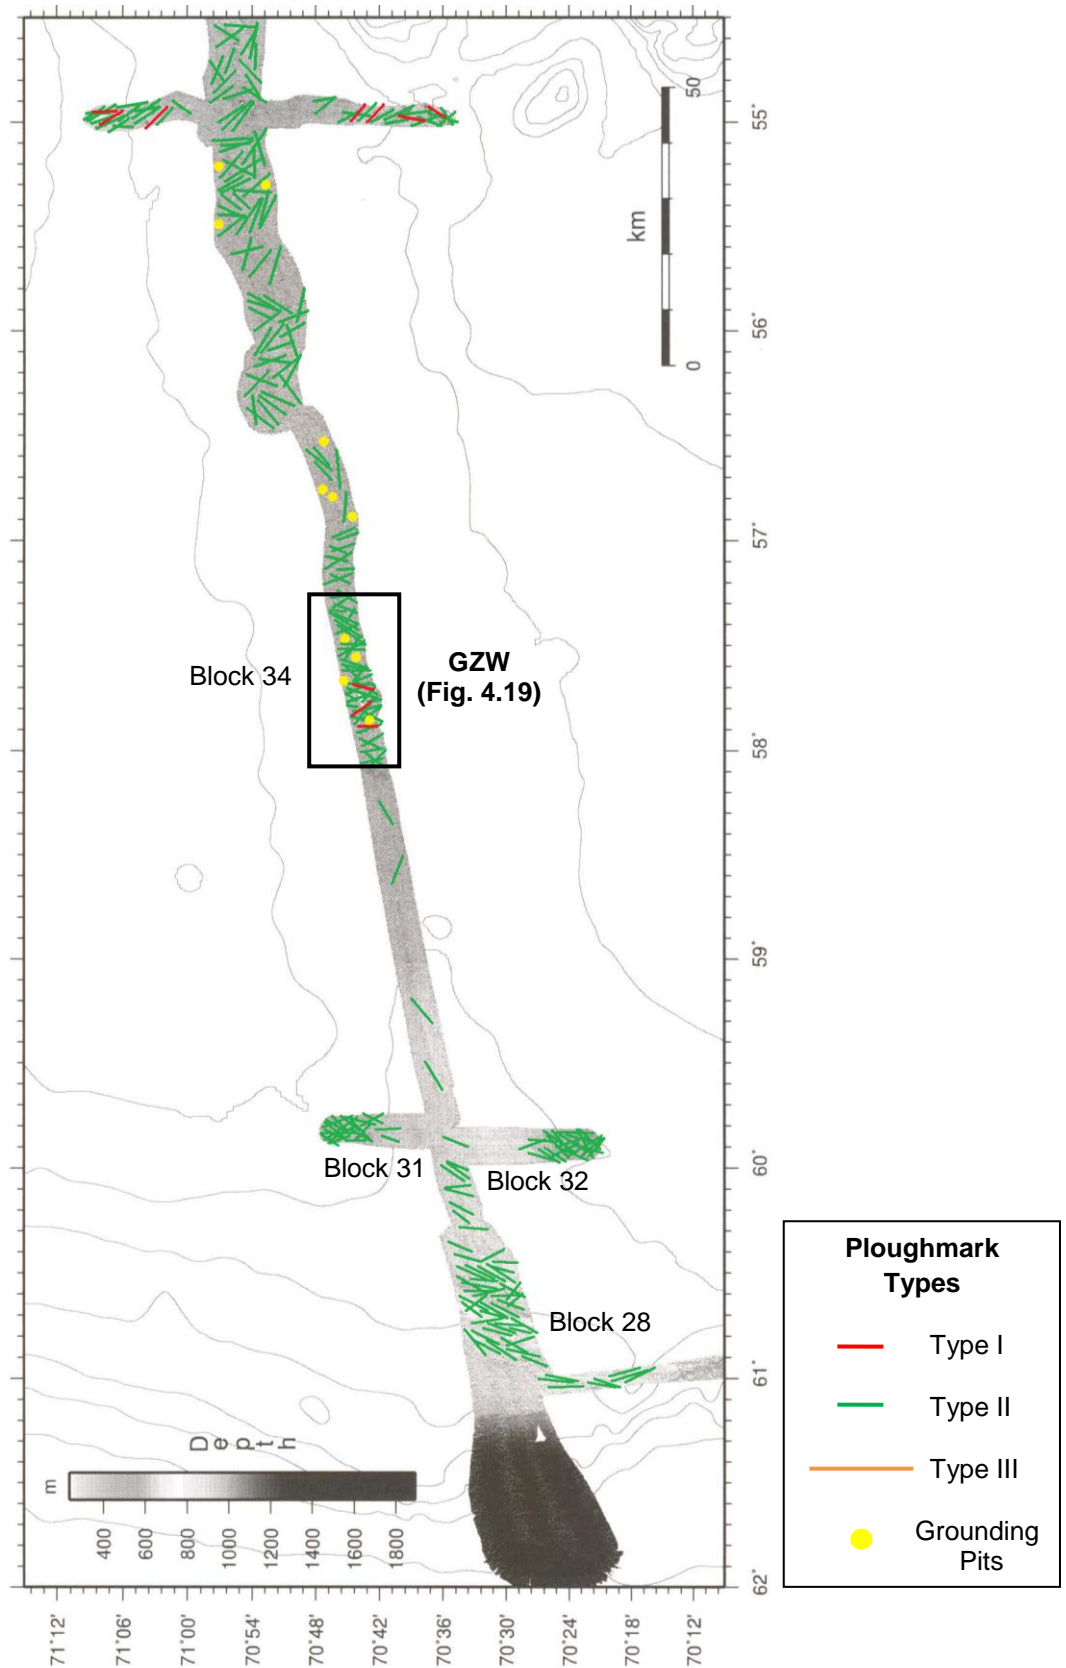 50
km
0
55°
56°
57°
58°
59°
60°
61°
62°
Block 34
GZW
(Fig. 4.19)
Block 31
Block 32
Block 28
Depth
m
400
600
800
1000
1200
1400
1600
1800
71°12'
71°06'
71°00'
70°54'
70°48'
70°42'
70°36'
70°30'
70°24'
70°18'
70°12'
Ploughmark
Types
Type I
Type II
Type III
Grounding
Pits